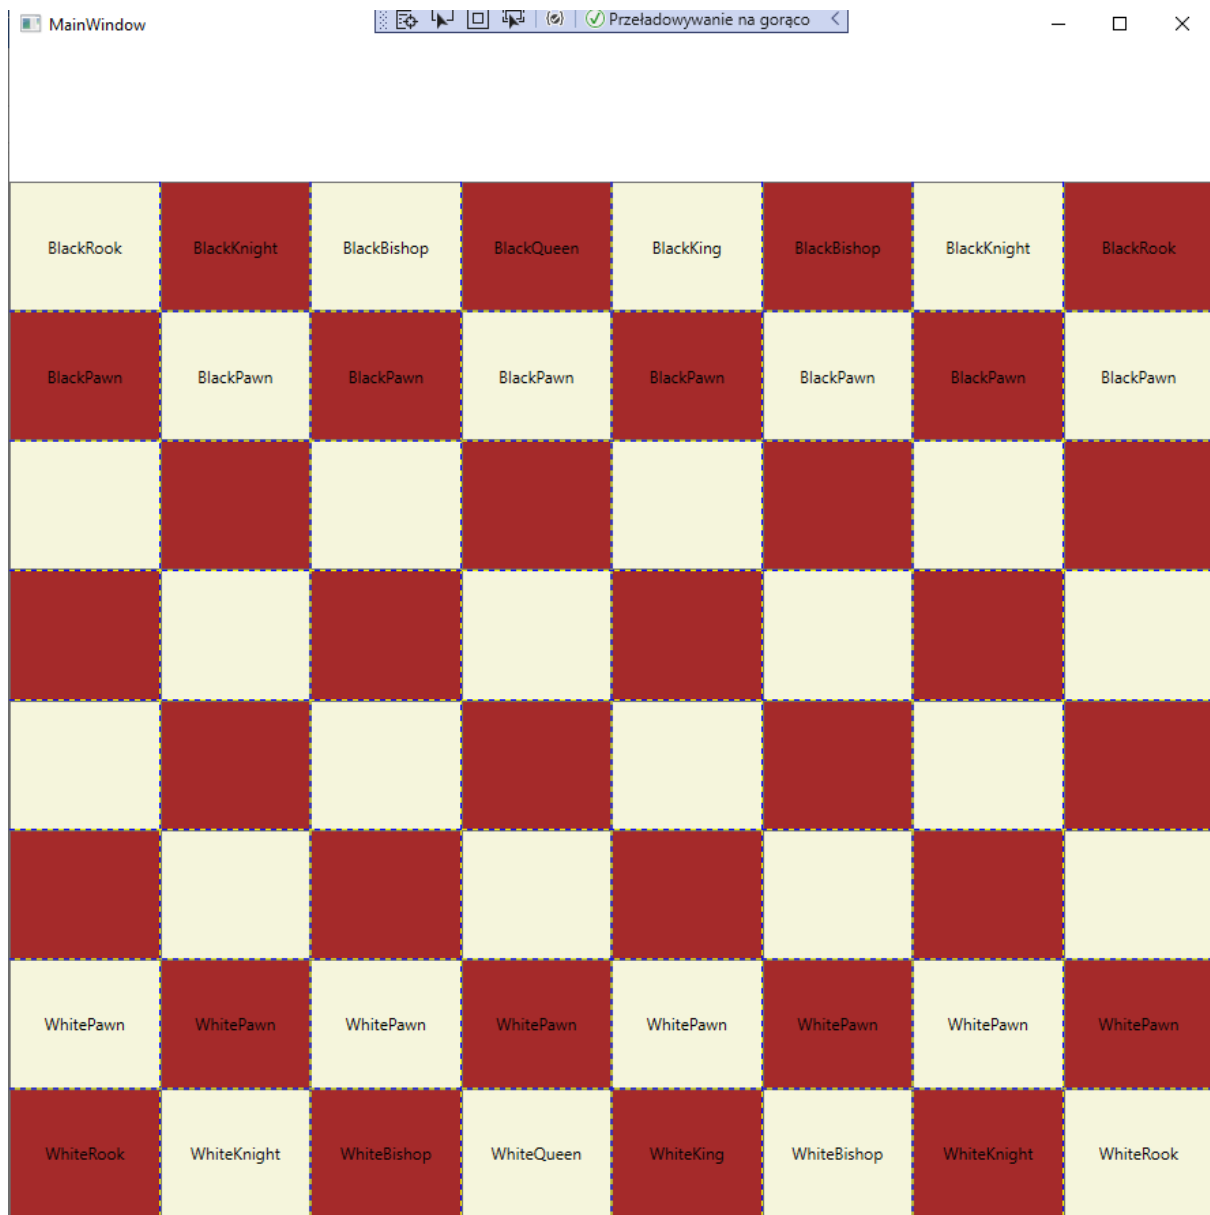 MainWindow
Przeładowywanie na gorąco
BlackRook BlackKnight BlackBishop BlackQueen BlackKing BlackBishop BlackKnight BlackRook
BlackPawn BlackPawn BlackPawn BlackPawn BlackPawn BlackPawn BlackPawn BlackPawn
WhitePawn WhitePawn WhitePawn WhitePawn WhitePawn WhitePawn WhitePawn WhitePawn
WhiteRook WhiteKnight WhiteBishop WhiteQueen WhiteKing WhiteBishop WhiteKnight WhiteRook